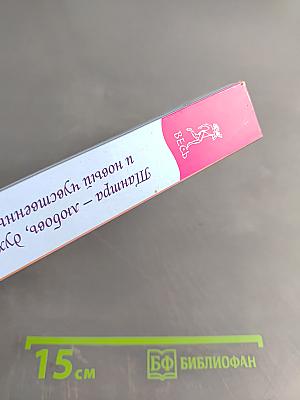 ВЕСЬ
Тантра – любовь,
и новый
15 см
БФ БИБЛИОФАН